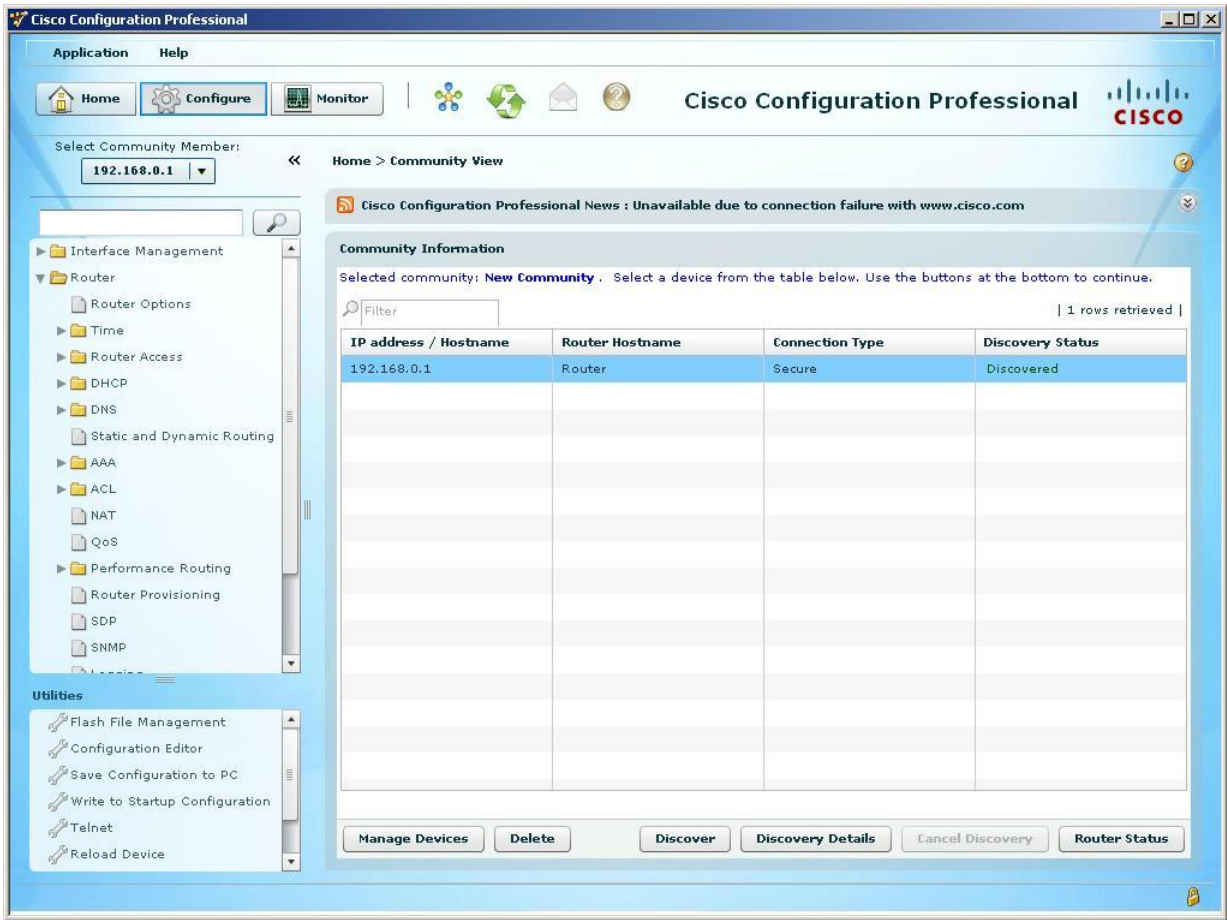 Cisco Configuration Professional
Application Help
Home Configure Monitor Cisco Configuration Professional CISCO
Select Community Member:
192.168.0.1
Home > Community View
Cisco Configuration Professional News : Unavailable due to connection failure with www.cisco.com
Interface Management
Router
Router Options
Time
Router Access
DHCP
DNS
Static and Dynamic Routing
AAA
ACL
NAT
QoS
Performance Routing
Router Provisioning
SDP
SNMP
Utilities
Flash File Management
Configuration Editor
Save Configuration to PC
Write to Startup Configuration
Telnet
Reload Device
Community Information
Selected community: New Community . Select a device from the table below. Use the buttons at the bottom to continue.
Filter | 1 rows retrieved |
IP address / Hostname Router Hostname Connection Type Discovery Status
192.168.0.1 Router Secure Discovered
Manage Devices Delete Discover Discovery Details Cancel Discovery Router Status